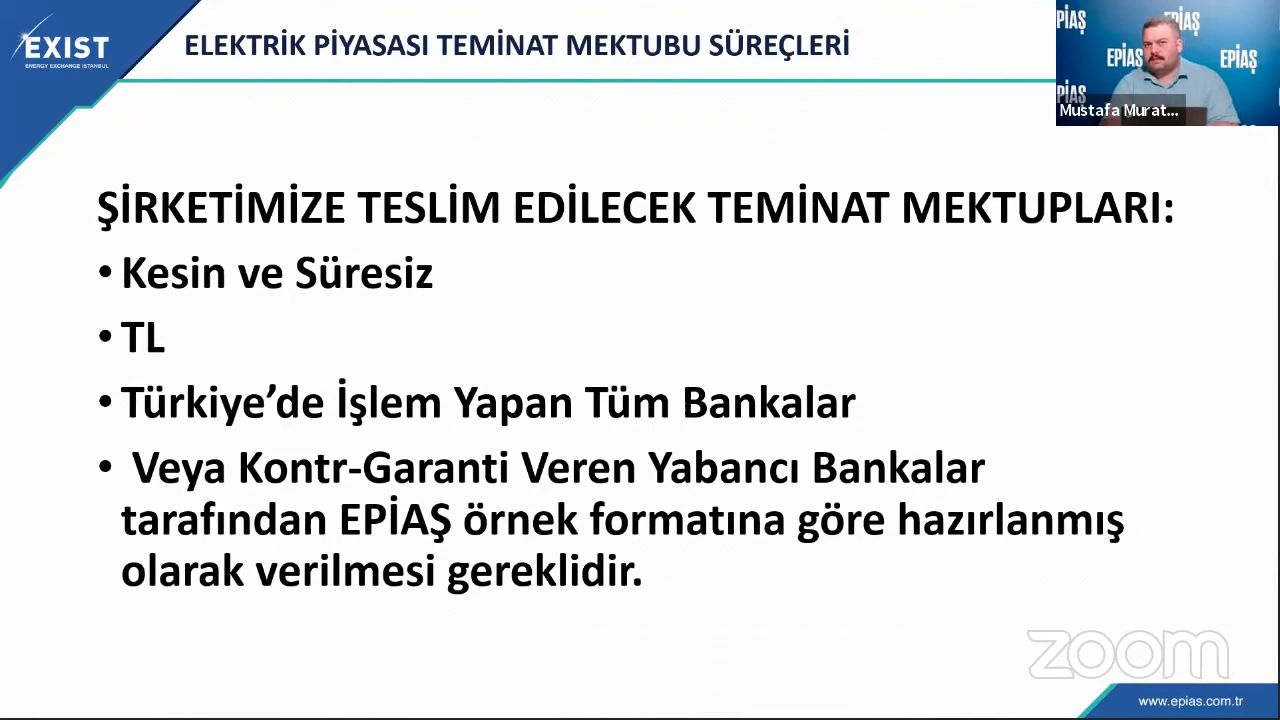 EXIST
ENERGY EXCHANGE ISTANBUL
ELEKTRİK PİYASASI TEMİNAT MEKTUBU SÜREÇLERİ
EPİAŞ
EPİAŞ
EPİAŞ
EPİAŞ
EPİAŞ
Mustafa Murat...
ŞİRKETİMİZE TESLİM EDİLECEK TEMİNAT MEKTUPLARI:
• Kesin ve Süresiz
• TL
• Türkiye’de İşlem Yapan Tüm Bankalar
• Veya Kontr-Garanti Veren Yabancı Bankalar
tarafından EPİAŞ örnek formatına göre hazırlanmış
olarak verilmesi gereklidir.
zoom
www.epias.com.tr